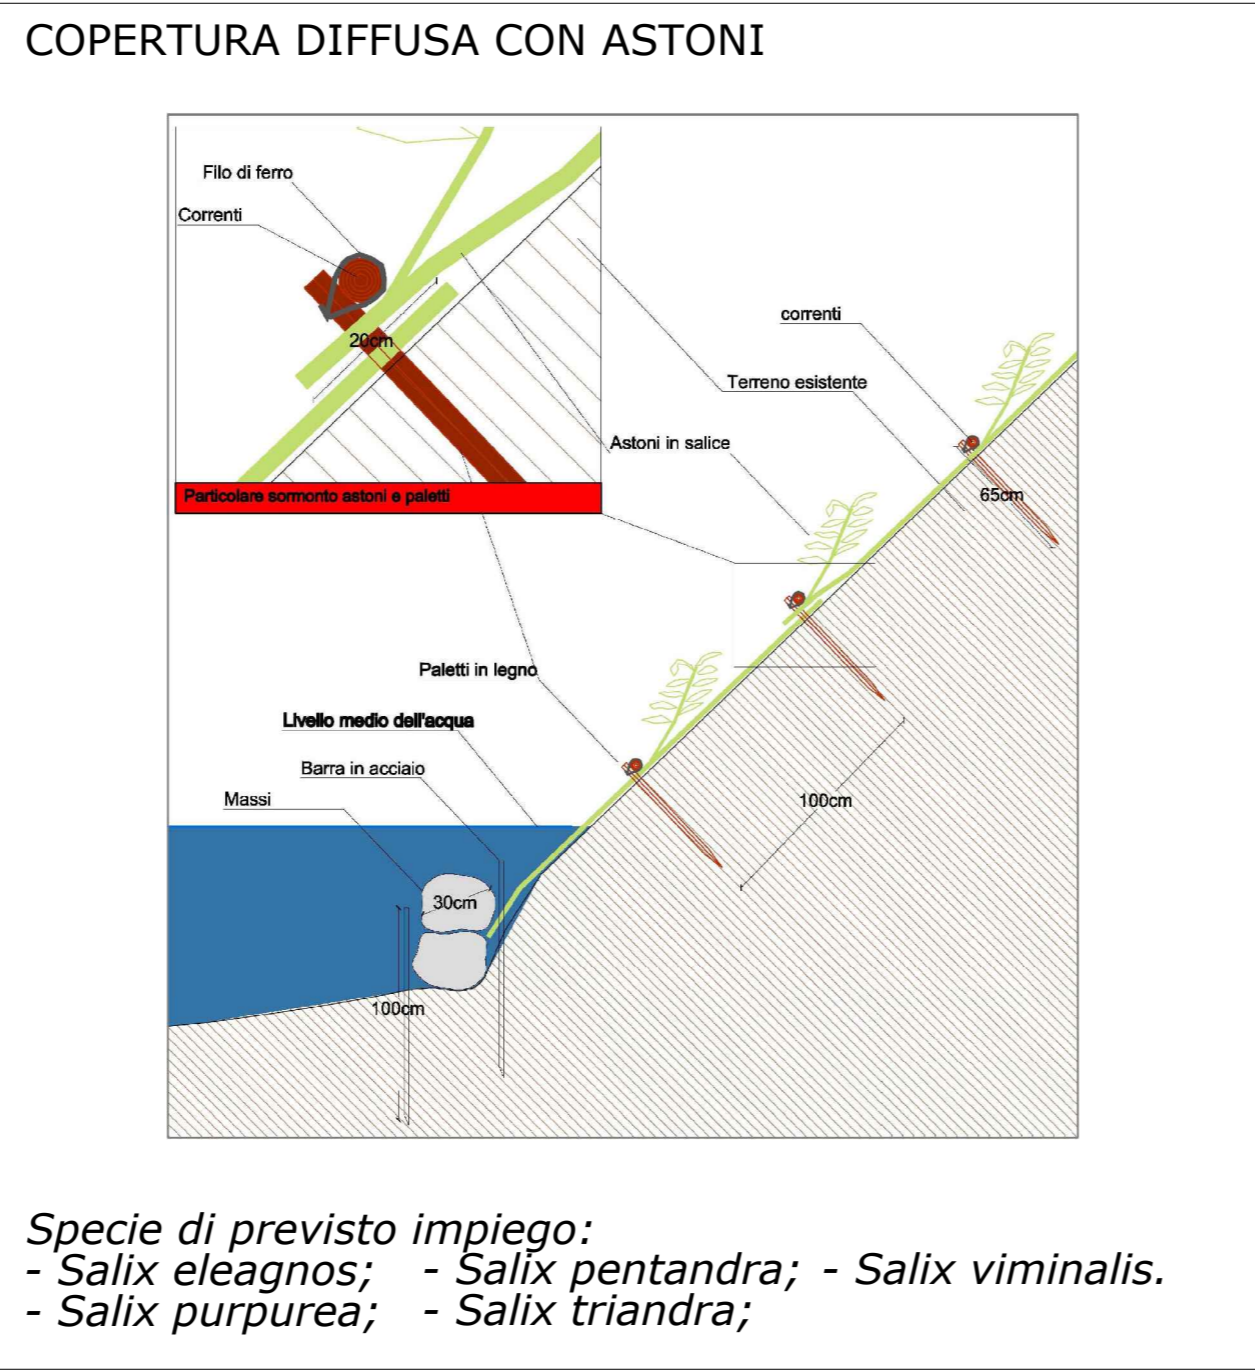 COPERTURA DIFFUSA CON ASTONI
FIlo di ferro
Correnti
20cm
Particolare sormonto astoni e paletti
correnti
Terreno esistente
Astoni in salice
65cm
Paletti in legno
Livello medio dell'acqua
Barra in acciaio
Massi
100cm
30cm
100cm
Specie di previsto impiego:
- Salix eleagnos; - Salix pentandra; - Salix viminalis.
- Salix purpurea; - Salix triandra;